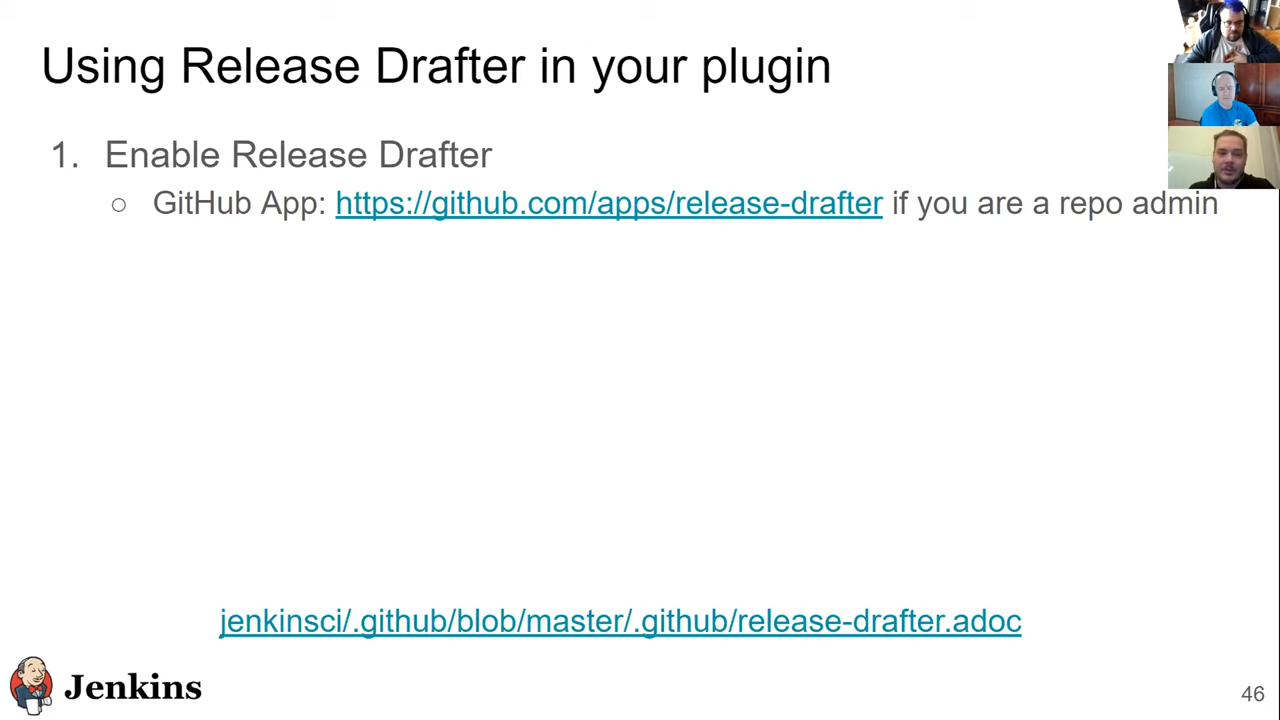 Using Release Drafter in your plugin
1. Enable Release Drafter
○ GitHub App: https://github.com/apps/release-drafter if you are a repo admin
jenkinsci/.github/blob/master/.github/release-drafter.adoc
Jenkins
46